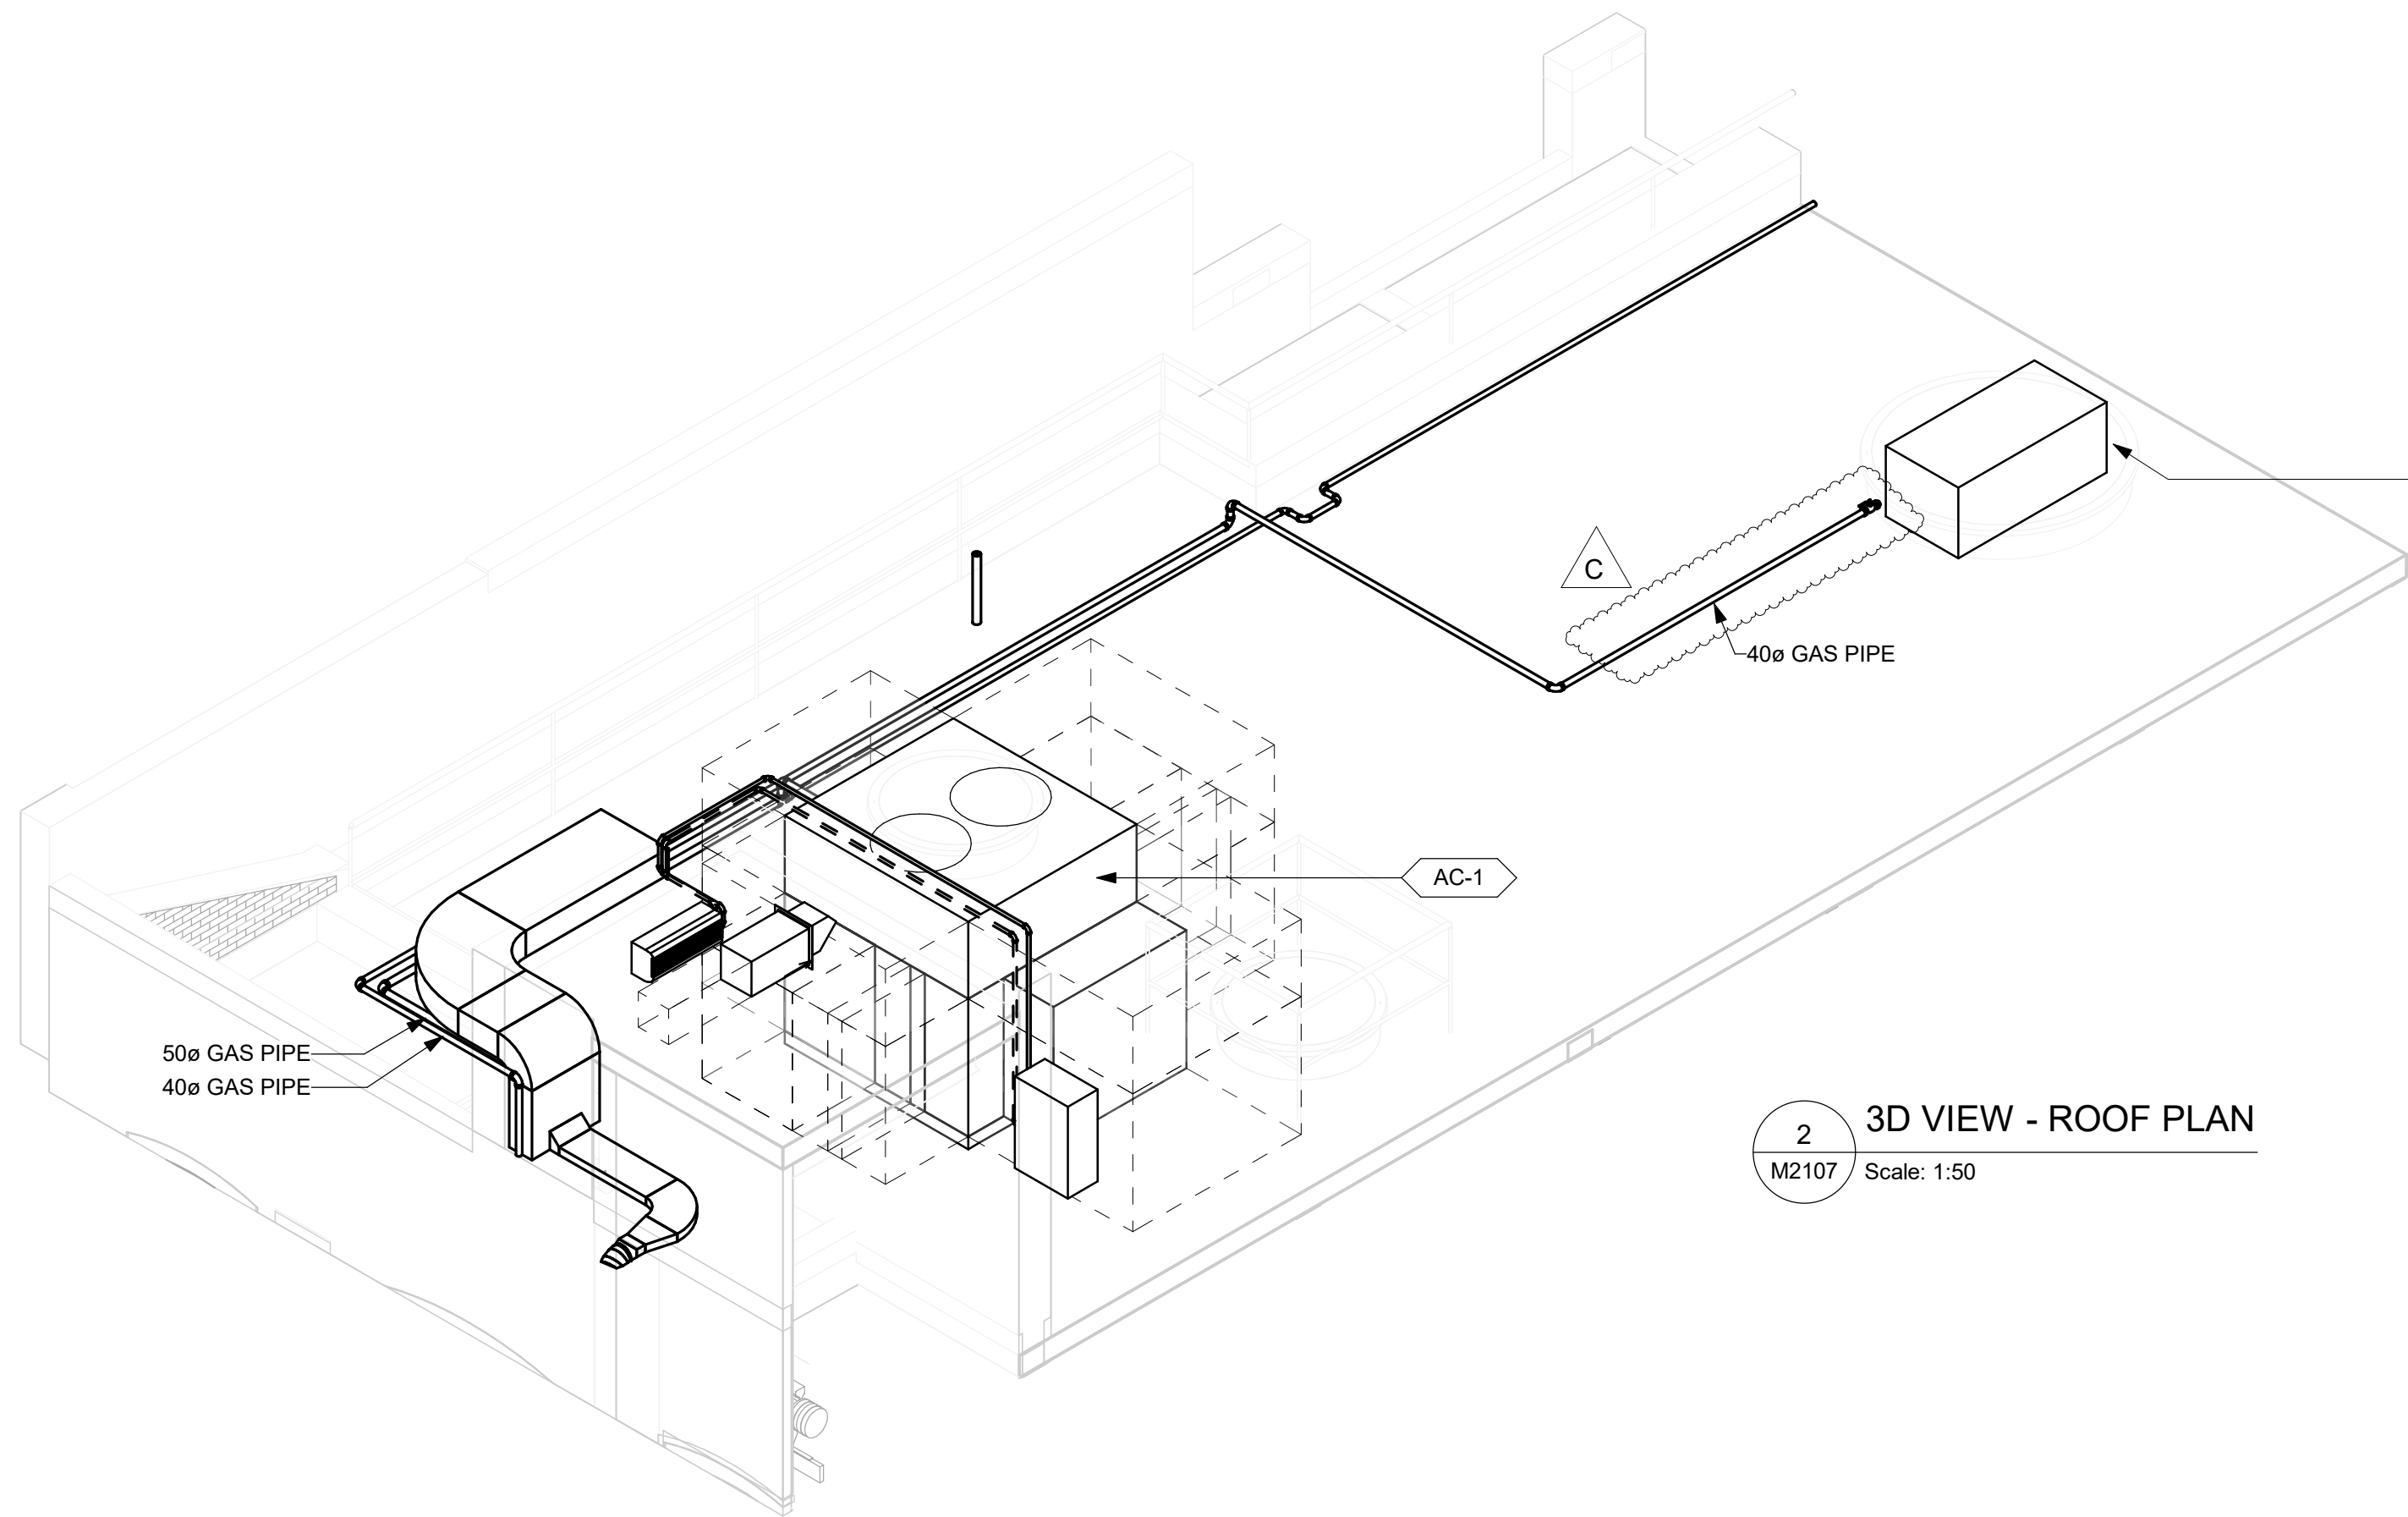 C
40ø GAS PIPE
AC-1
50ø GAS PIPE
40ø GAS PIPE
2
M2107
3D VIEW - ROOF PLAN
Scale: 1:50